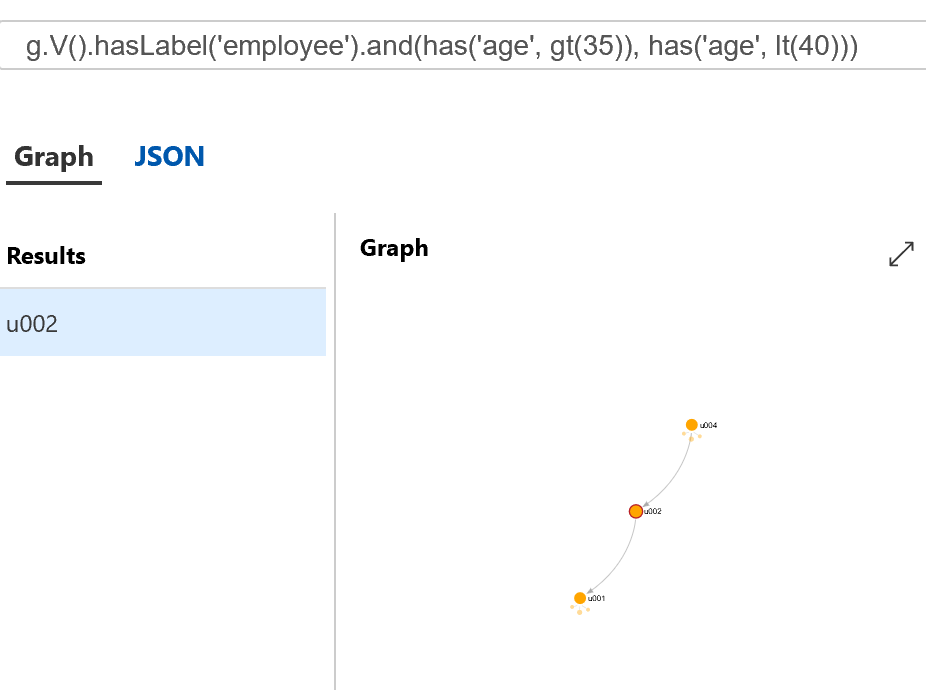 g.V().hasLabel('employee').and(has('age', gt(35)), has('age', lt(40)))
Graph JSON
Results
Graph
u002
u004
u002
u001